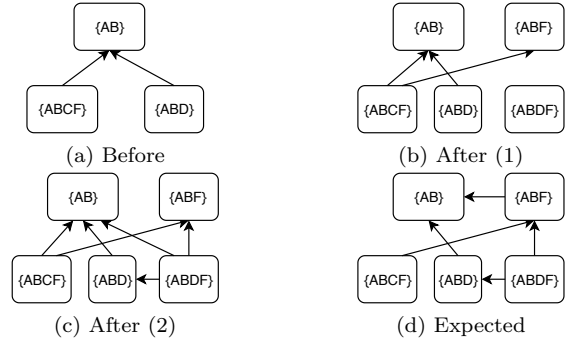 {AB}
{ABCF} {ABD}
(a) Before
{AB} {ABF}
{ABCF} {ABD} {ABDF}
(b) After (1)
{AB} {ABF}
{ABCF} {ABD} {ABDF}
(c) After (2)
{AB} {ABF}
{ABCF} {ABD} {ABDF}
(d) Expected